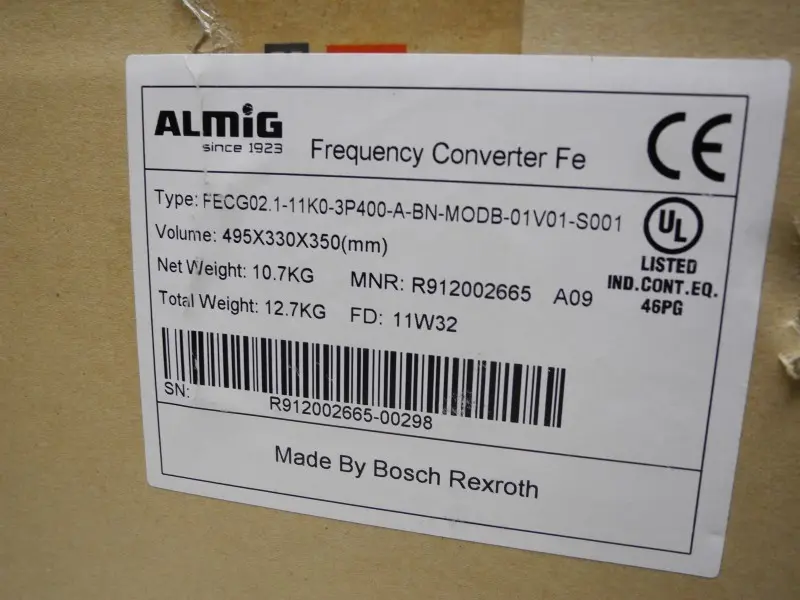 ALMiG
since 1923
Frequency Converter Fe
CE
Type: FECG02.1-11K0-3P400-A-BN-MODB-01V01-S001
Volume: 495X330X350(mm)
UL
LISTED
IND.CONT.EQ.
46PG
Net Weight: 10.7KG MNR: R912002665 A09
Total Weight: 12.7KG FD: 11W32
SN:
R912002665-00298
Made By Bosch Rexroth